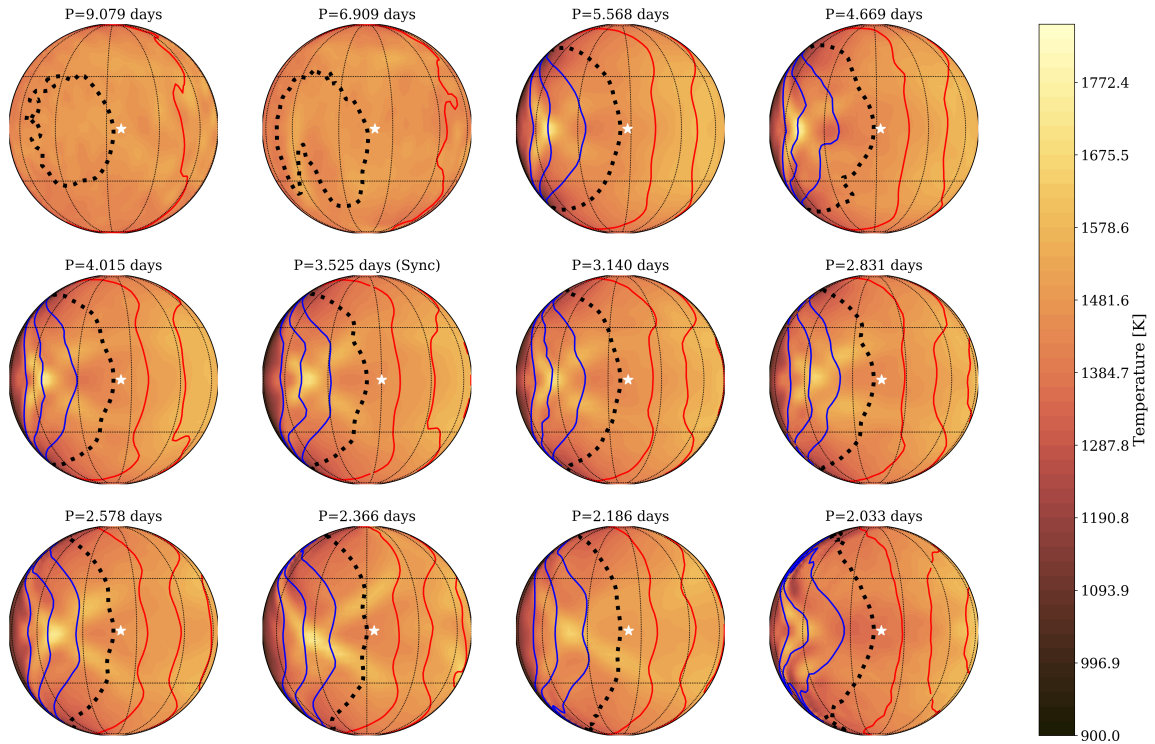 P=9.079 days
P=6.909 days
P=5.568 days
P=4.669 days
P=4.015 days
P=3.525 days (Sync)
P=3.140 days
P=2.831 days
P=2.578 days
P=2.366 days
P=2.186 days
P=2.033 days
1772.4
1675.5
1578.6
1481.6
1384.7
1287.8
1190.8
1093.9
996.9
900.0
Temperature [K]